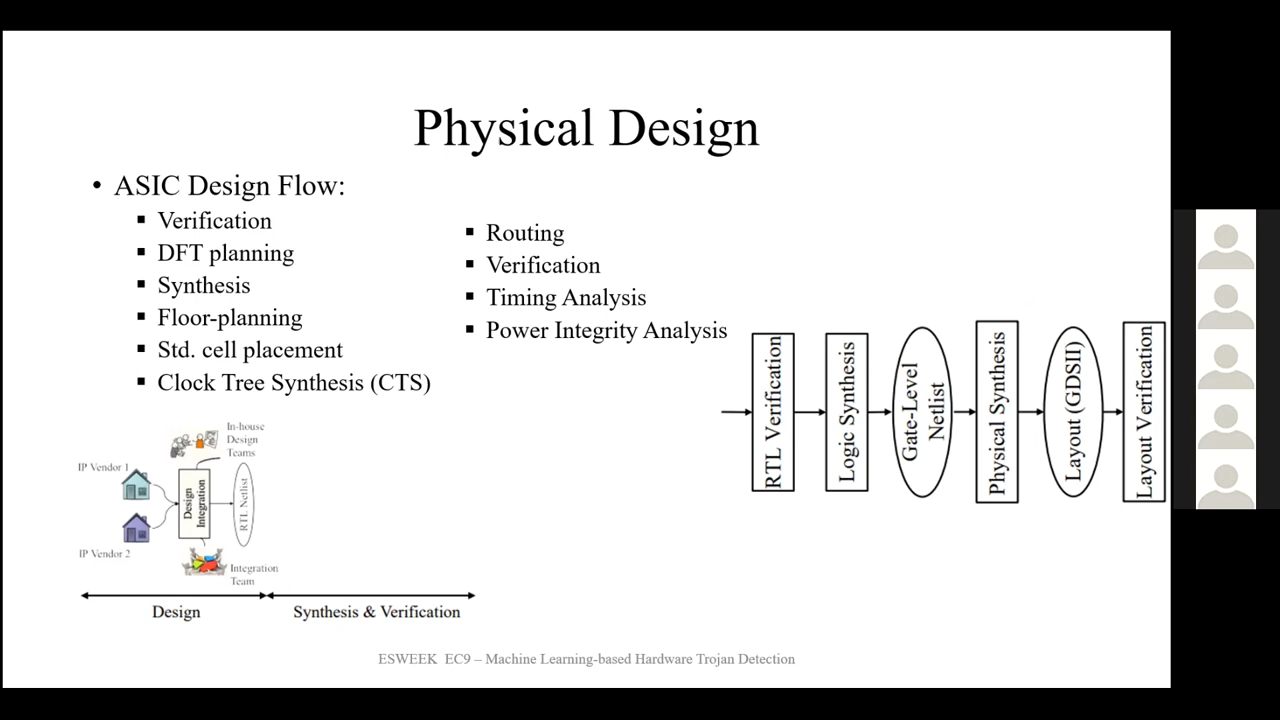 Physical Design
• ASIC Design Flow:
▪ Verification
▪ DFT planning
▪ Synthesis
▪ Floor-planning
▪ Std. cell placement
▪ Clock Tree Synthesis (CTS)
▪ Routing
▪ Verification
▪ Timing Analysis
▪ Power Integrity Analysis
RTL Verification
Logic Synthesis
Gate-Level
Netlist
Physical Synthesis
Layout (GDSII)
Layout Verification
In-house
Design
Teams
IP Vendor 1
Design
Integration
RTL Netlist
IP Vendor 2
Integration
Team
Design
Synthesis & Verification
ESWEEK EC9 – Machine Learning-based Hardware Trojan Detection